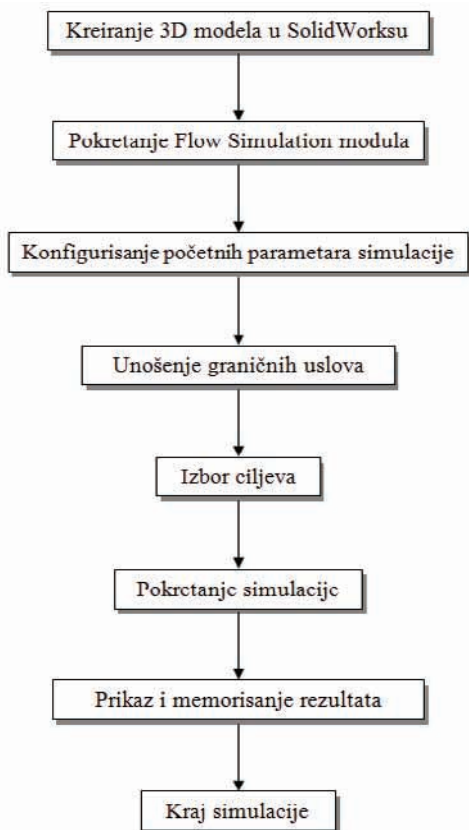 Kreiranje 3D modela u SolidWorksu
Pokretanje Flow Simulation modula
Konfigurisanje početnih parametara simulacije
Unošenje graničnih uslova
Izbor ciljeva
Pokretanje simulacije
Prikaz i memorisanje rezultata
Kraj simulacije